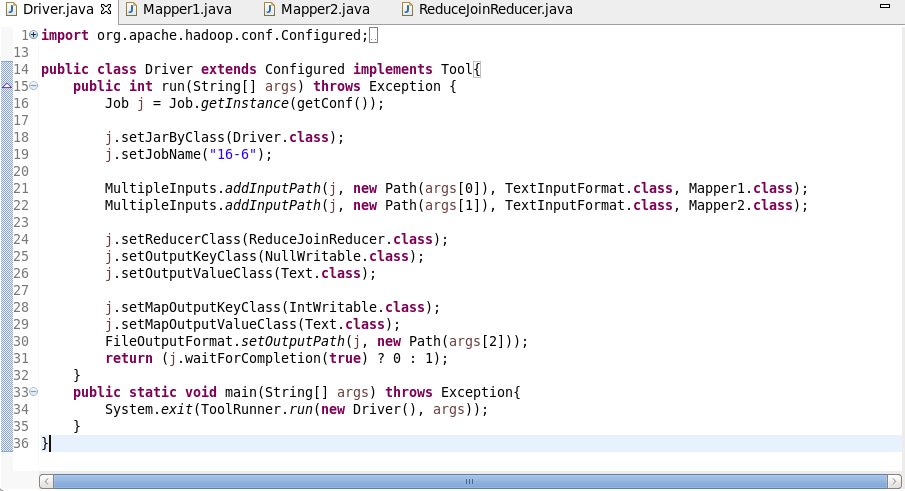 Driver.java Mapper1.java Mapper2.java ReduceJoinReducer.java
1 import org.apache.hadoop.conf.Configured;
13
14 public class Driver extends Configured implements Tool{
15     public int run(String[] args) throws Exception {
16         Job j = Job.getInstance(getConf());
17
18         j.setJarByClass(Driver.class);
19         j.setJobName("16-6");
20
21         MultipleInputs.addInputPath(j, new Path(args[0]), TextInputFormat.class, Mapper1.class);
22         MultipleInputs.addInputPath(j, new Path(args[1]), TextInputFormat.class, Mapper2.class);
23
24         j.setReducerClass(ReduceJoinReducer.class);
25         j.setOutputKeyClass(NullWritable.class);
26         j.setOutputValueClass(Text.class);
27
28         j.setMapOutputKeyClass(IntWritable.class);
29         j.setMapOutputValueClass(Text.class);
30         FileOutputFormat.setOutputPath(j, new Path(args[2]));
31         return (j.waitForCompletion(true) ? 0 : 1);
32     }
33     public static void main(String[] args) throws Exception{
34         System.exit(ToolRunner.run(new Driver(), args));
35     }
36 }